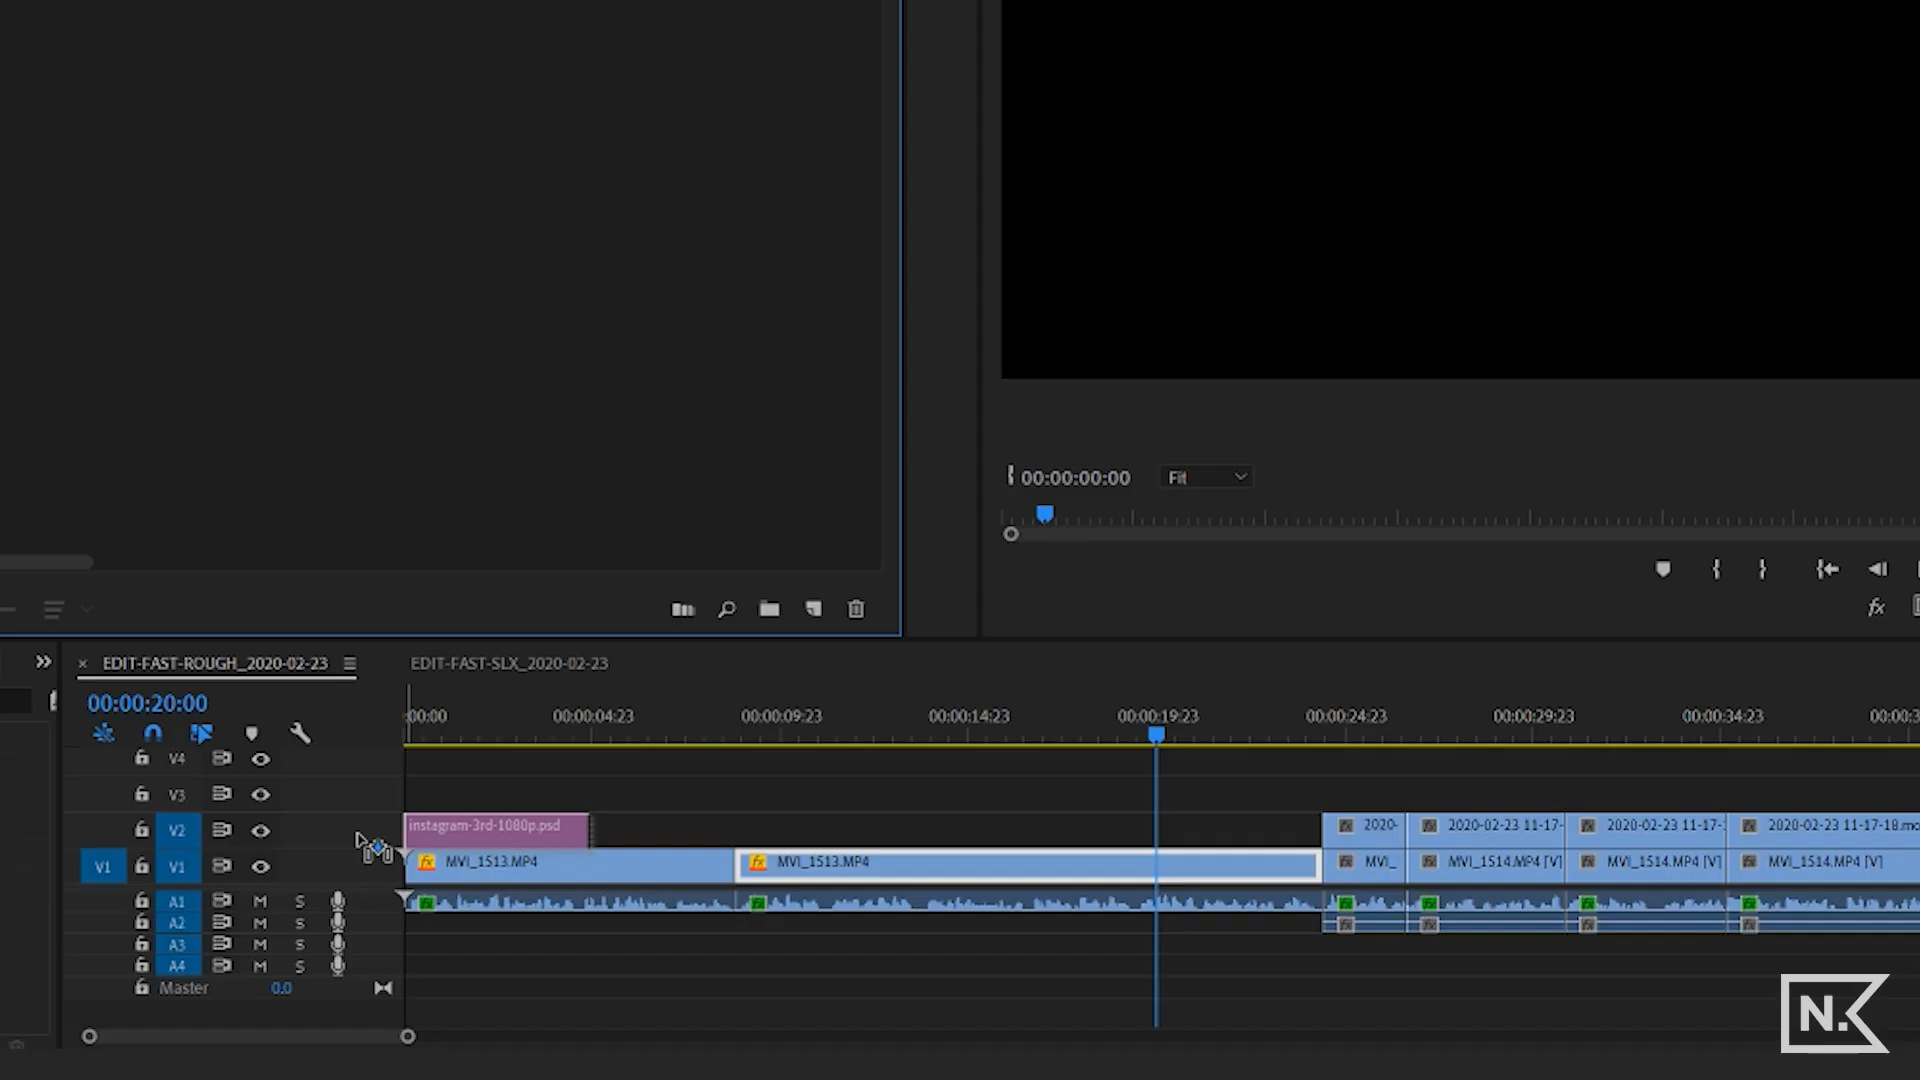 00:00:00:00 Fit
EDIT-FAST-ROUGH_2020-02-23 EDIT-FAST-SLX_2020-02-23
00:00:20:00
:00:00 00:00:04:23 00:00:09:23 00:00:14:23 00:00:19:23 00:00:24:23 00:00:29:23 00:00:34:23 00:00:3
V4
V3
V2 instagram-3rd-1080p.psd 2020- 2020-02-23 11-17- 2020-02-23 11-17- 2020-02-23 11-17-18.mo
V1 V1 MVI_1513.MP4 MVI_1513.MP4 MVI_ MVI_1514.MP4 [V] MVI_1514.MP4 [V] MVI_1514.MP4 [V]
A1 M S
A2 M S
A3 M S
A4 M S
Master 0.0
N.